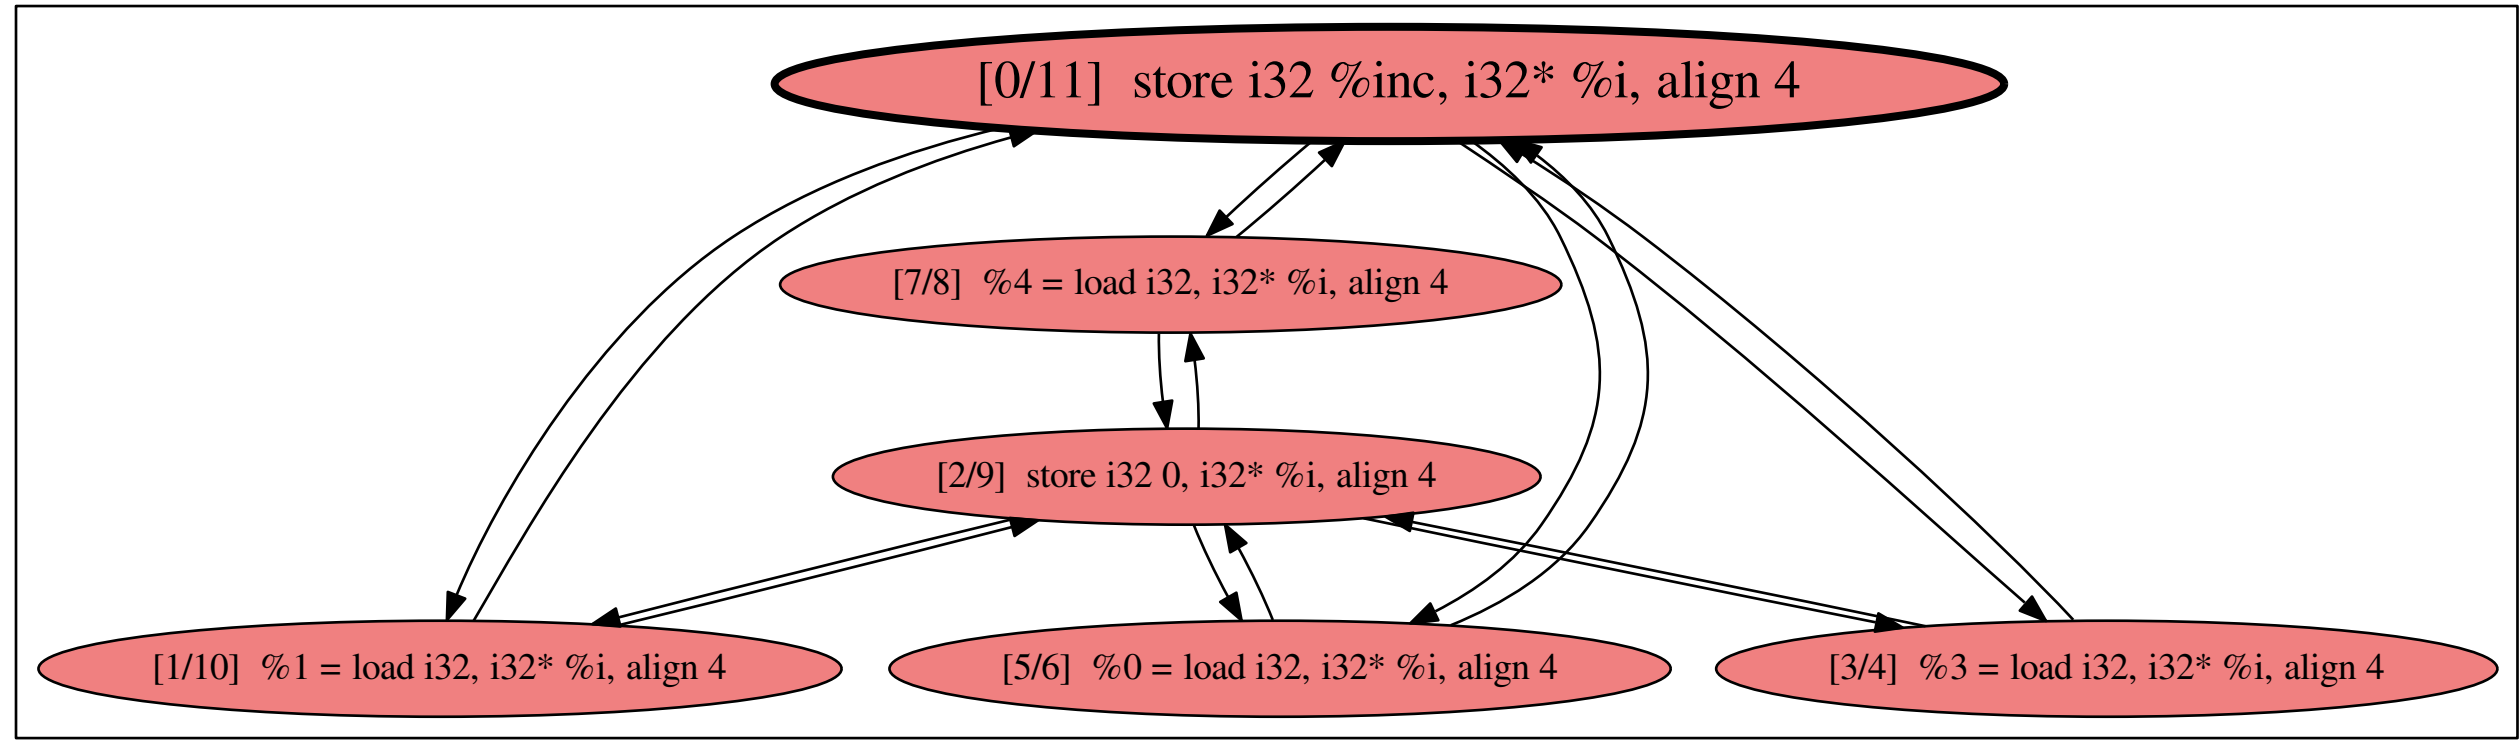 [0/11] store i32 %inc, i32* %i, align 4
[7/8] %4 = load i32, i32* %i, align 4
[2/9] store i32 0, i32* %i, align 4
[1/10] %1 = load i32, i32* %i, align 4
[5/6] %0 = load i32, i32* %i, align 4
[3/4] %3 = load i32, i32* %i, align 4